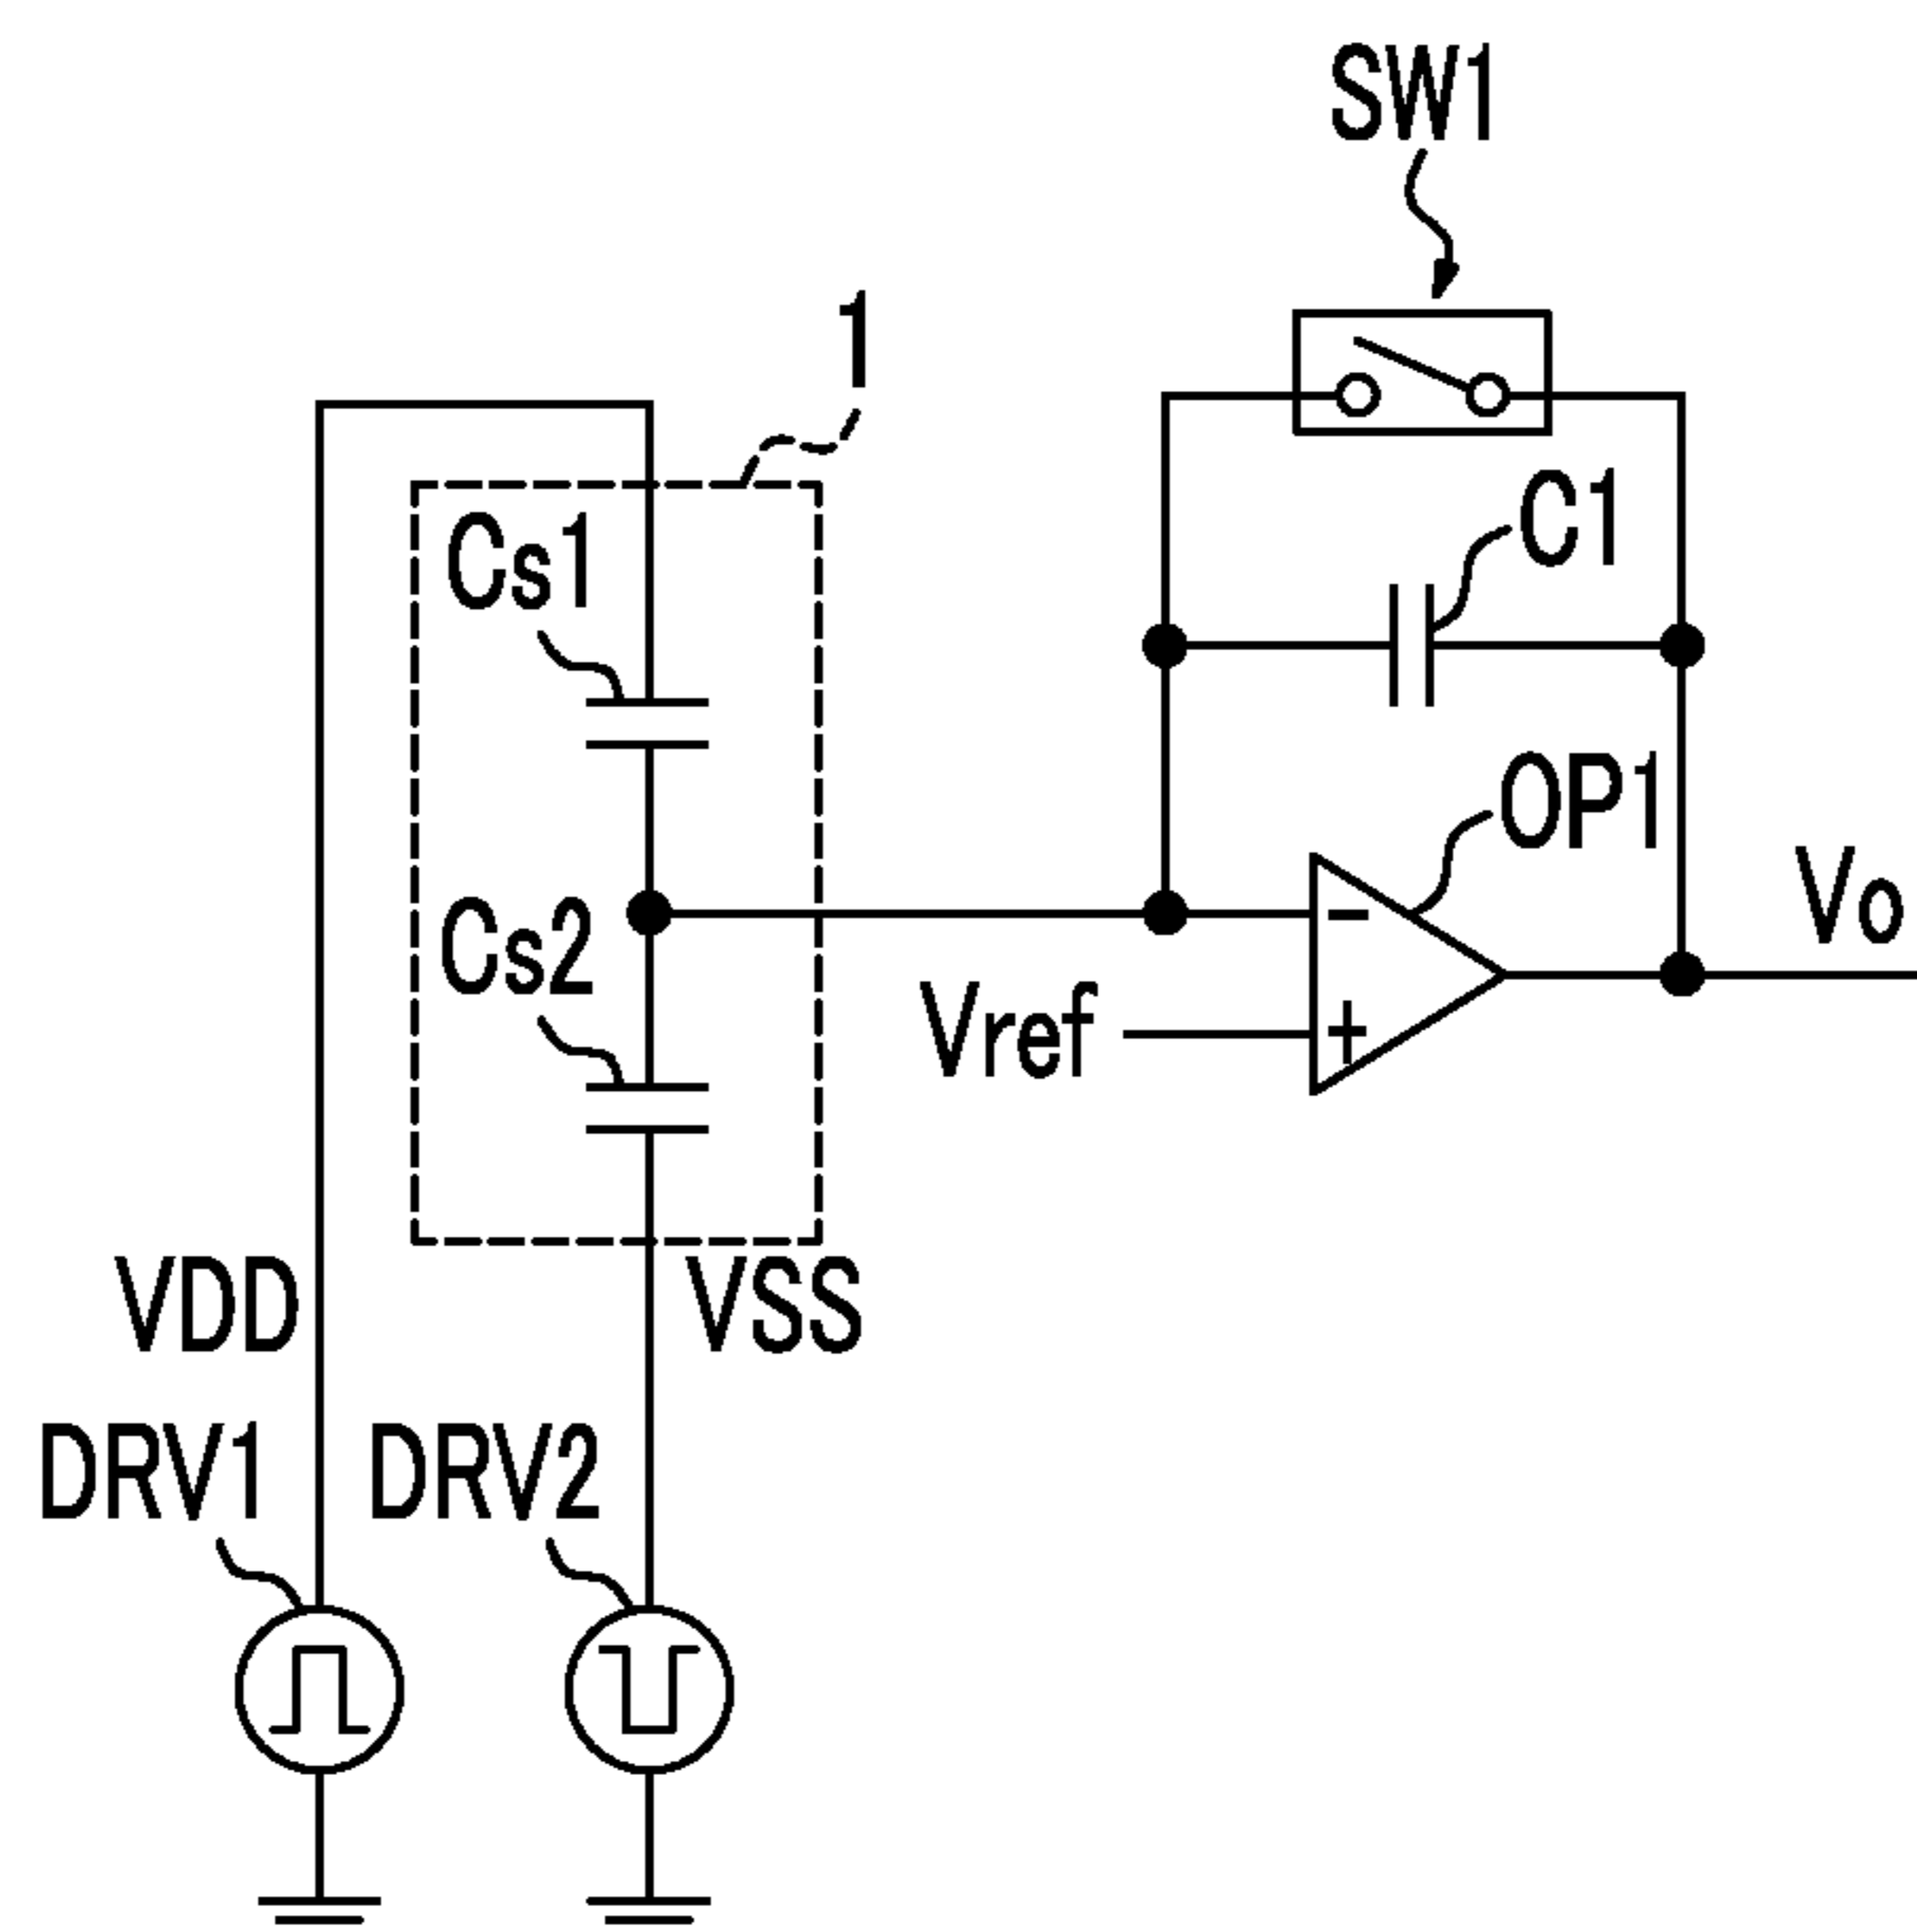 SW1
1
Cs1
C1
OP1
Vo
Cs2
-
Vref
+
VDD
VSS
DRV1
DRV2